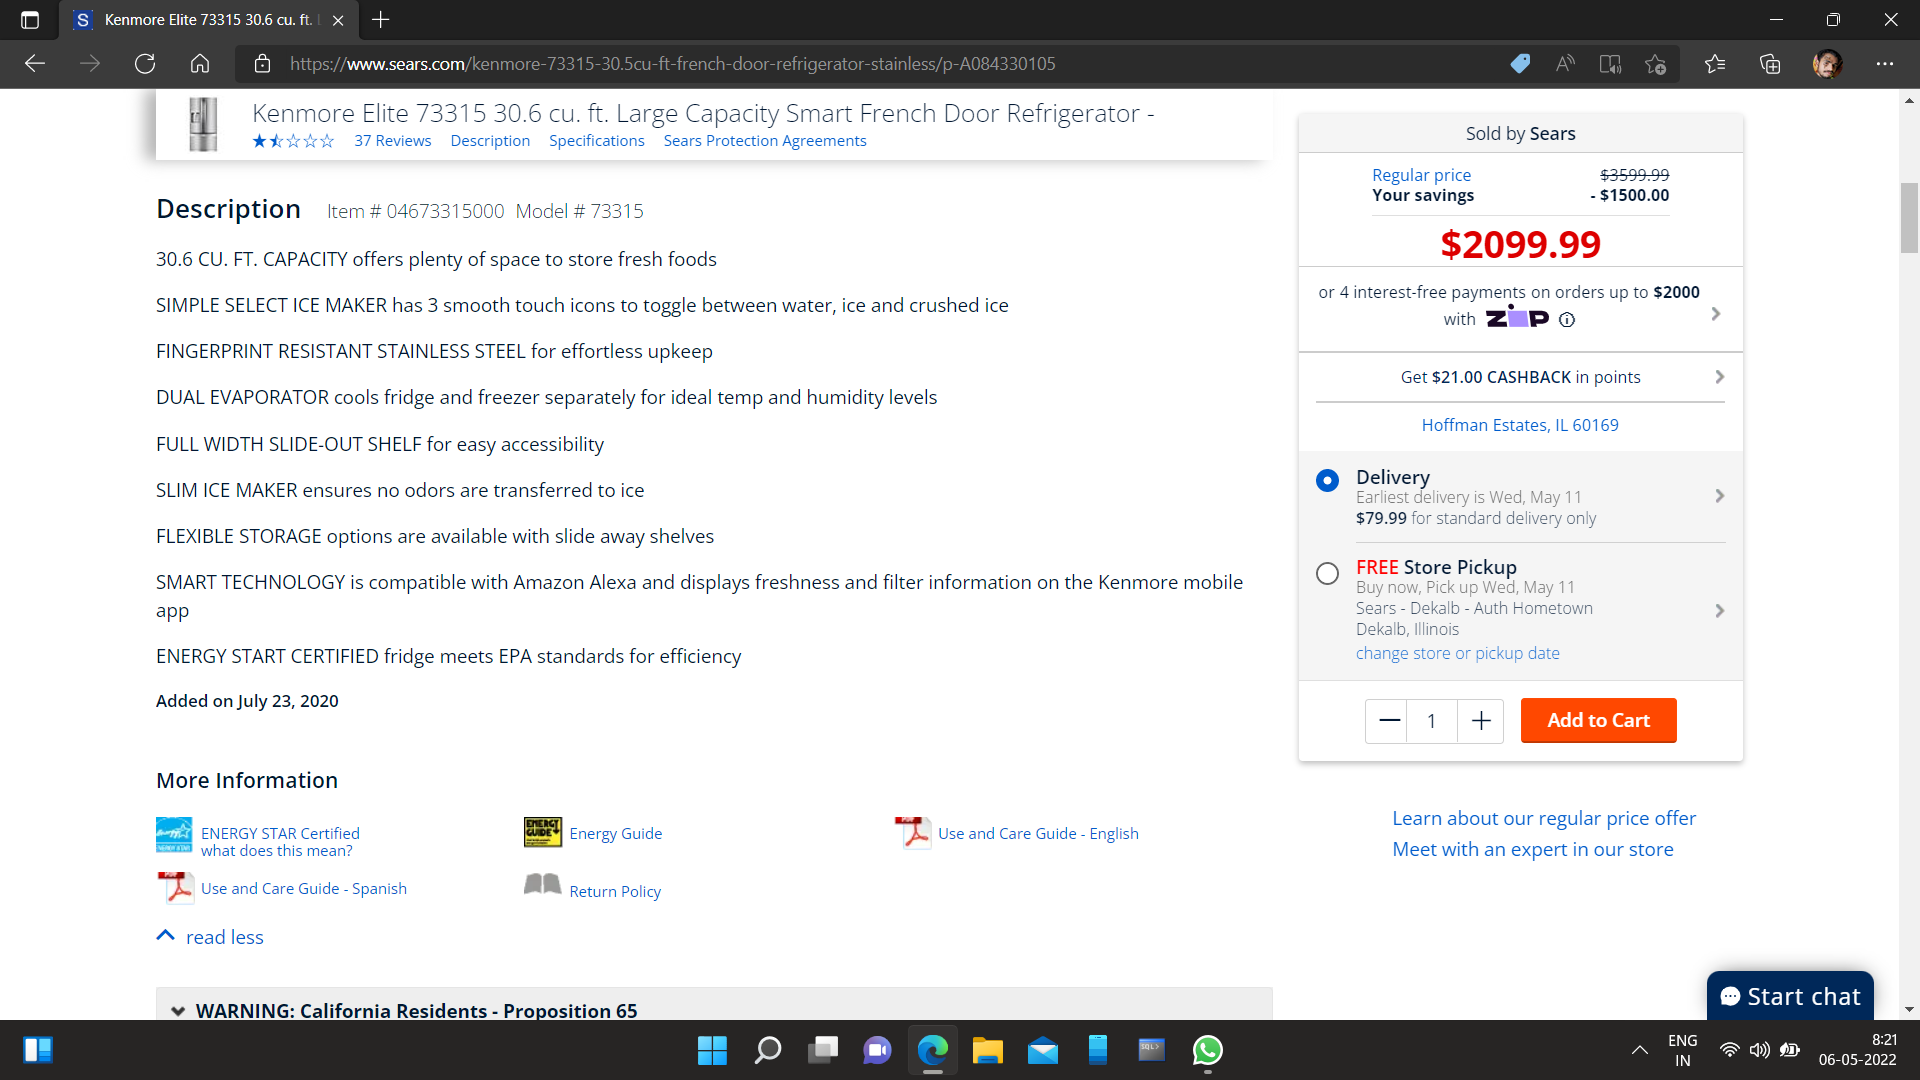 Kenmore Elite 73315 30.6 cu. ft.
https://www.sears.com/kenmore-73315-30.5cu-ft-french-door-refrigerator-stainless/p-A084330105
Kenmore Elite 73315 30.6 cu. ft. Large Capacity Smart French Door Refrigerator -
37 Reviews Description Specifications Sears Protection Agreements
Description Item # 04673315000 Model # 73315
30.6 CU. FT. CAPACITY offers plenty of space to store fresh foods
SIMPLE SELECT ICE MAKER has 3 smooth touch icons to toggle between water, ice and crushed ice
FINGERPRINT RESISTANT STAINLESS STEEL for effortless upkeep
DUAL EVAPORATOR cools fridge and freezer separately for ideal temp and humidity levels
FULL WIDTH SLIDE-OUT SHELF for easy accessibility
SLIM ICE MAKER ensures no odors are transferred to ice
FLEXIBLE STORAGE options are available with slide away shelves
SMART TECHNOLOGY is compatible with Amazon Alexa and displays freshness and filter information on the Kenmore mobile
app
ENERGY START CERTIFIED fridge meets EPA standards for efficiency
Added on July 23, 2020
More Information
ENERGY STAR Certified
what does this mean?
ENERGY GUIDE
Energy Guide
Use and Care Guide - English
Use and Care Guide - Spanish
Return Policy
read less
WARNING: California Residents - Proposition 65
Sold by Sears
Regular price $3599.99
Your savings - $1500.00
$2099.99
or 4 interest-free payments on orders up to $2000
with ZIP
Get $21.00 CASHBACK in points
Hoffman Estates, IL 60169
Delivery
Earliest delivery is Wed, May 11
$79.99 for standard delivery only
FREE Store Pickup
Buy now, Pick up Wed, May 11
Sears - Dekalb - Auth Hometown
Dekalb, Illinois
change store or pickup date
1
Add to Cart
Learn about our regular price offer
Meet with an expert in our store
Start chat
SQL>
ENG
IN
8:21
06-05-2022